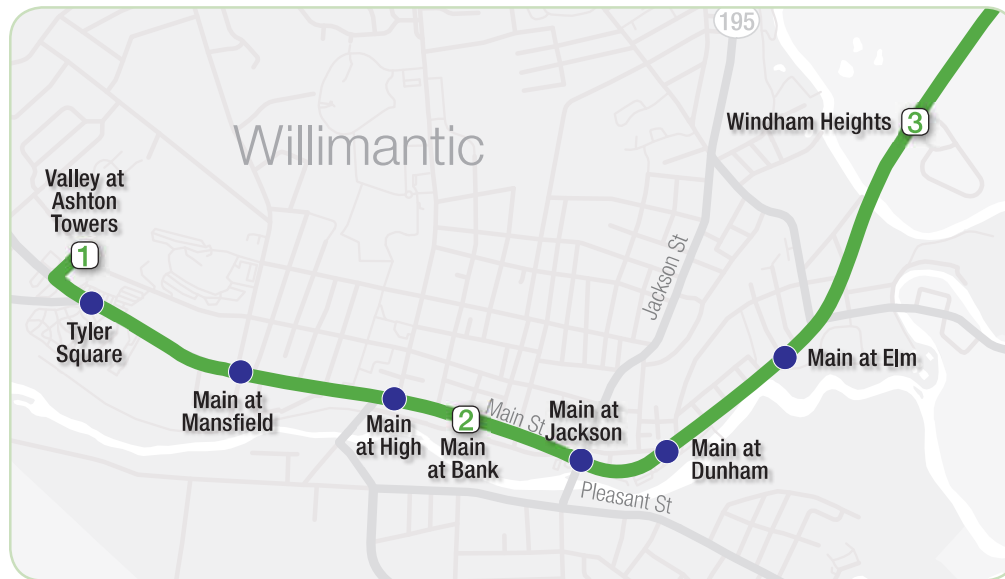 195
Windham Heights
3
Willimantic
Valley at
Ashton
Towers
1
Jackson St
Tyler
Square
Main at Elm
Main at
Mansfield
Main
at High
2
Main
at Bank
Main St
Main at
Jackson
Main at
Dunham
Pleasant St